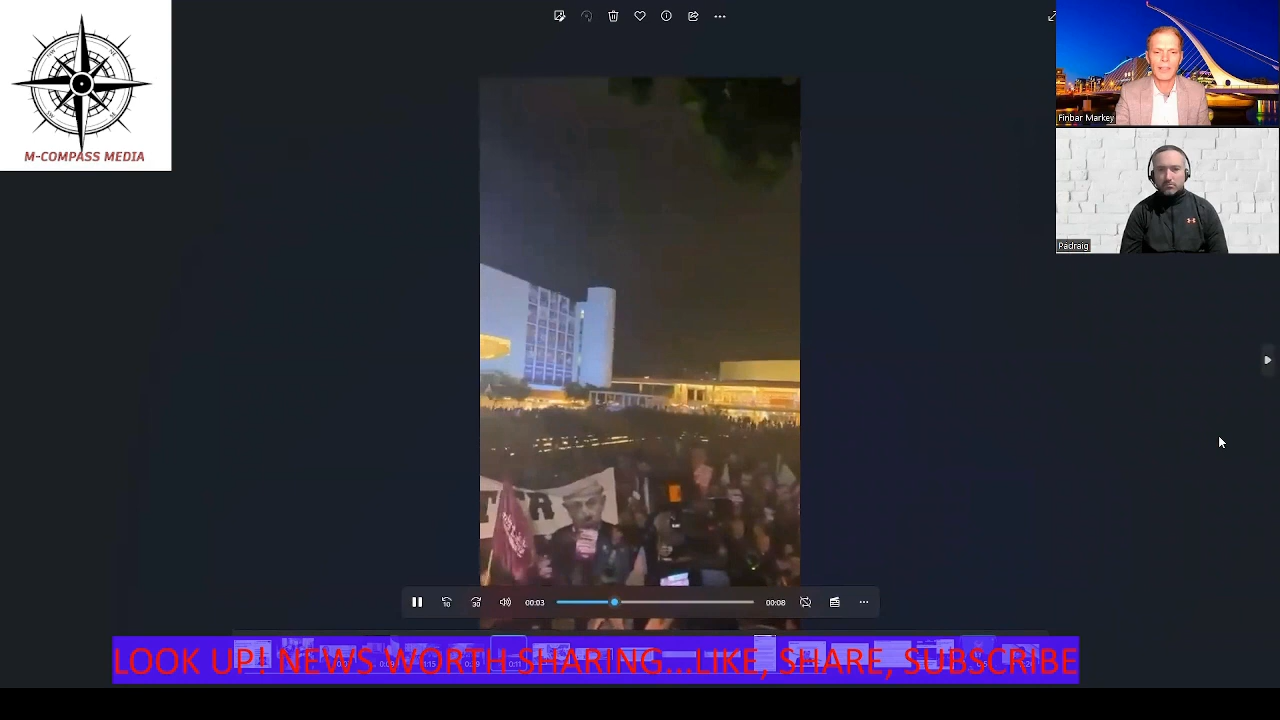 M-COMPASS MEDIA
Finbar Markey
Padraig
00:03
00:08
LOOK UP! NEWS WORTH SHARING...LIKE, SHARE, SUBSCRIBE